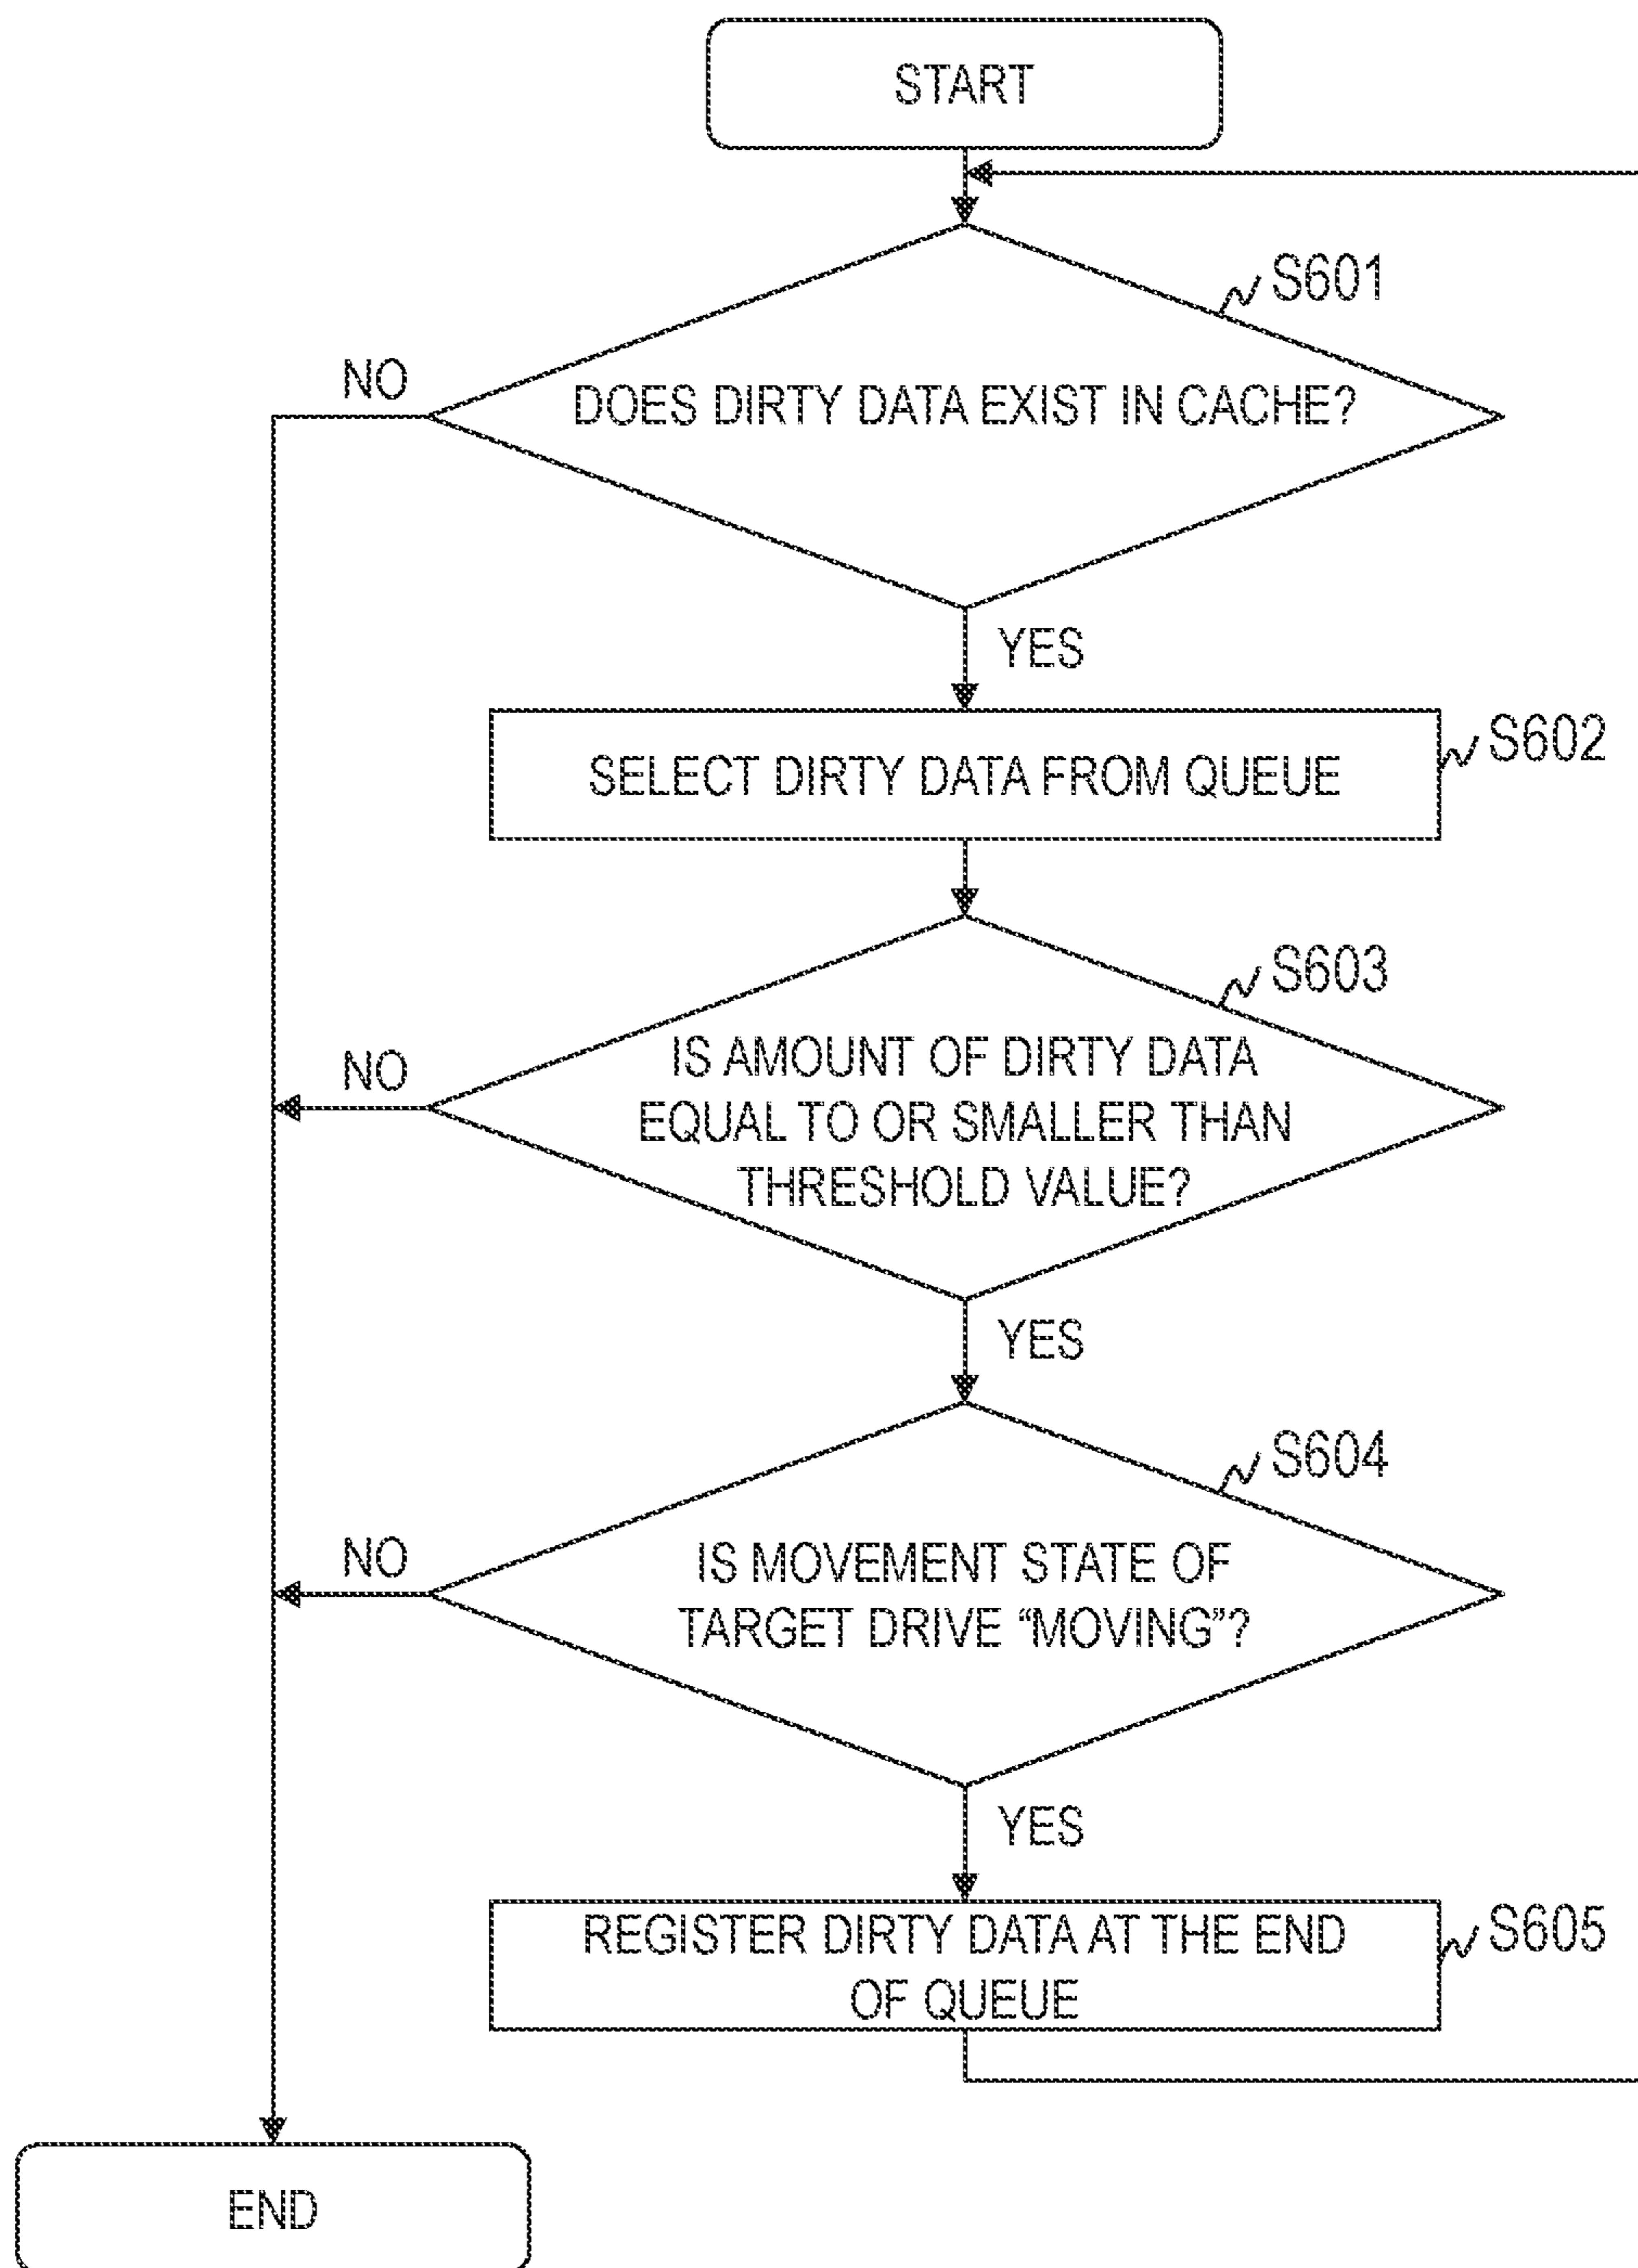 START
S601
NO
DOES DIRTY DATA EXIST IN CACHE?
YES
S602
SELECT DIRTY DATA FROM QUEUE
S603
NO
IS AMOUNT OF DIRTY DATA
EQUAL TO OR SMALLER THAN
THRESHOLD VALUE?
YES
S604
NO
IS MOVEMENT STATE OF
TARGET DRIVE “MOVING”?
YES
S605
REGISTER DIRTY DATA AT THE END
OF QUEUE
END